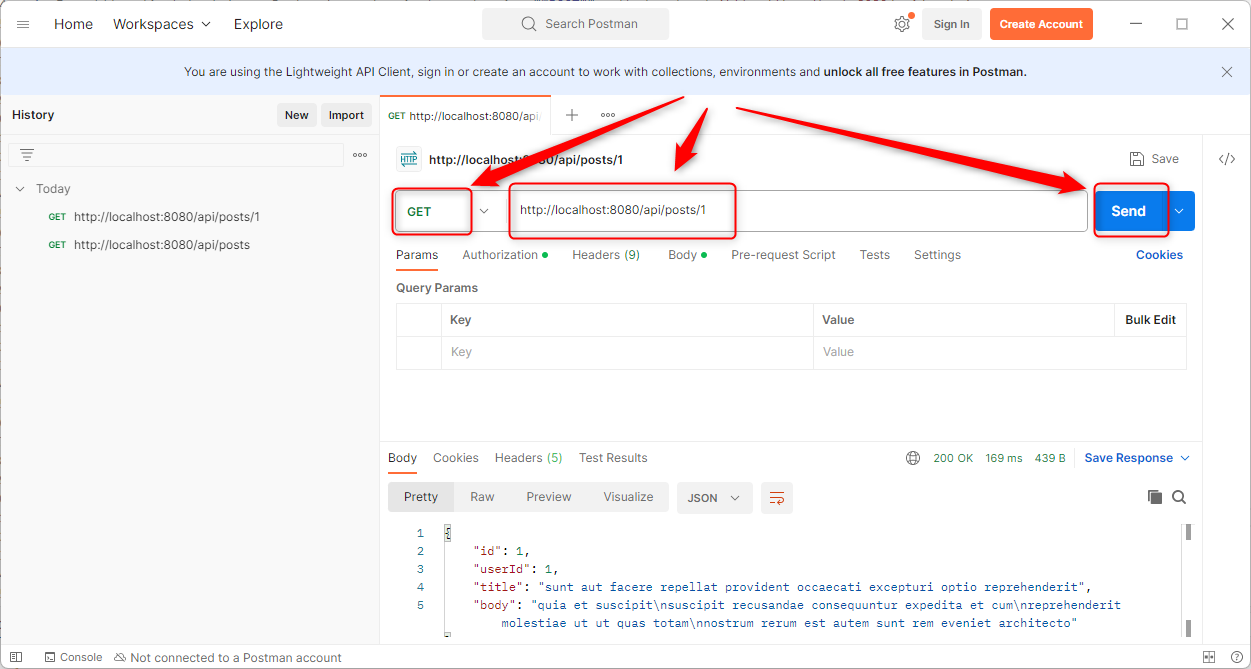 Home Workspaces Explore Search Postman Sign In Create Account
You are using the Lightweight API Client, sign in or create an account to work with collections, environments and unlock all free features in Postman.
History New Import GET http://localhost:8080/api/
HTTP http://localhost:8080/api/posts/1 Save </>
Today
GET http://localhost:8080/api/posts/1
GET http://localhost:8080/api/posts
GET http://localhost:8080/api/posts/1 Send
Params Authorization Headers (9) Body Pre-request Script Tests Settings Cookies
Query Params
Key Value Bulk Edit
Key Value
Body Cookies Headers (5) Test Results 200 OK 169 ms 439 B Save Response
Pretty Raw Preview Visualize JSON
1 {
2 "id": 1,
3 "userId": 1,
4 "title": "sunt aut facere repellat provident occaecati excepturi optio reprehenderit",
5 "body": "quia et suscipit\nsuscipit recusandae consequuntur expedita et cum\nreprehenderit
molestiae ut ut quas totam\nnostrum rerum est autem sunt rem eveniet architecto"
Console Not connected to a Postman account